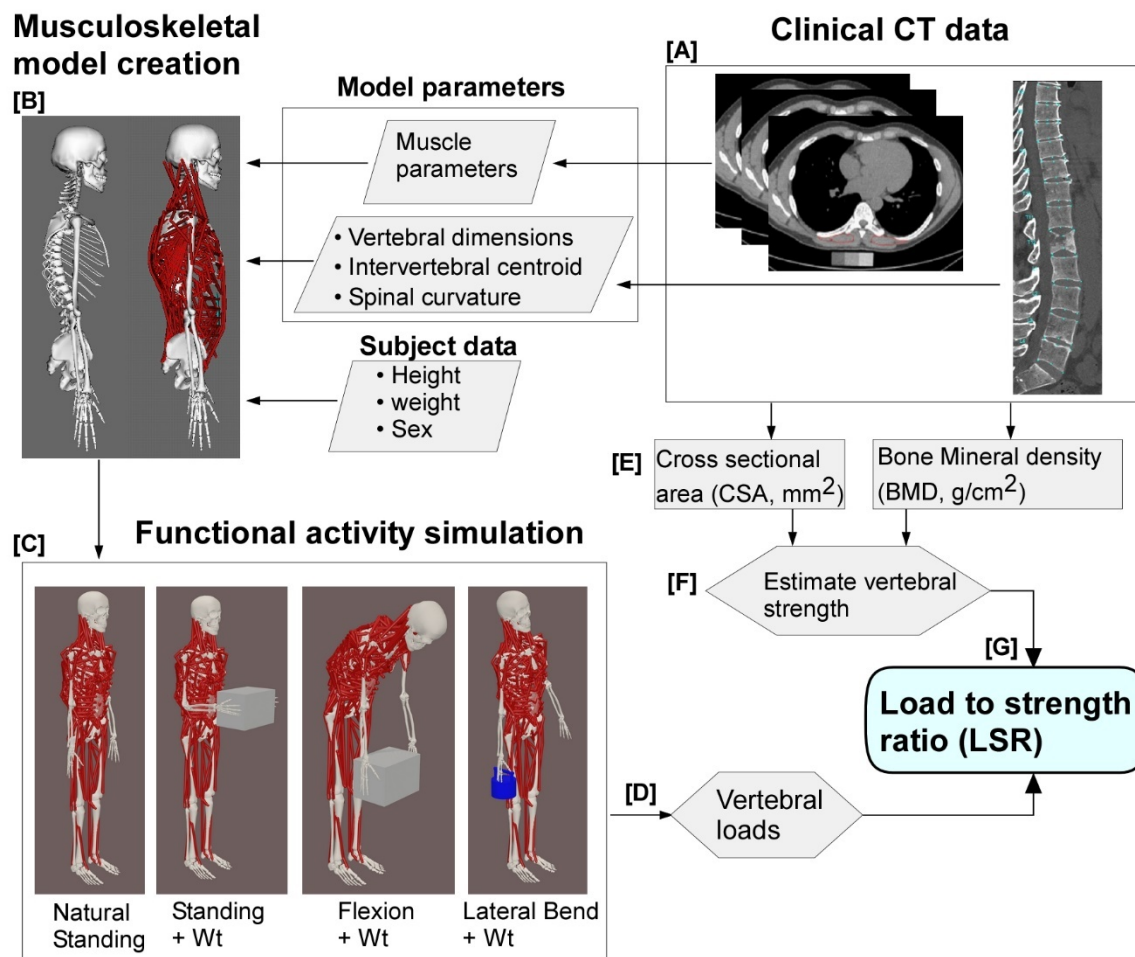 Musculoskeletal
model creation
[B]
Clinical CT data
[A]
Model parameters
Muscle
parameters
• Vertebral dimensions
• Intervertebral centroid
• Spinal curvature
Subject data
• Height
• weight
• Sex
[E]
Cross sectional
area (CSA, mm²)
Bone Mineral density
(BMD, g/cm²)
[F]
Estimate vertebral
strength
[C]
Functional activity simulation
Natural
Standing
Standing
+ Wt
Flexion
+ Wt
Lateral Bend
+ Wt
[D]
Vertebral
loads
[G]
Load to strength
ratio (LSR)